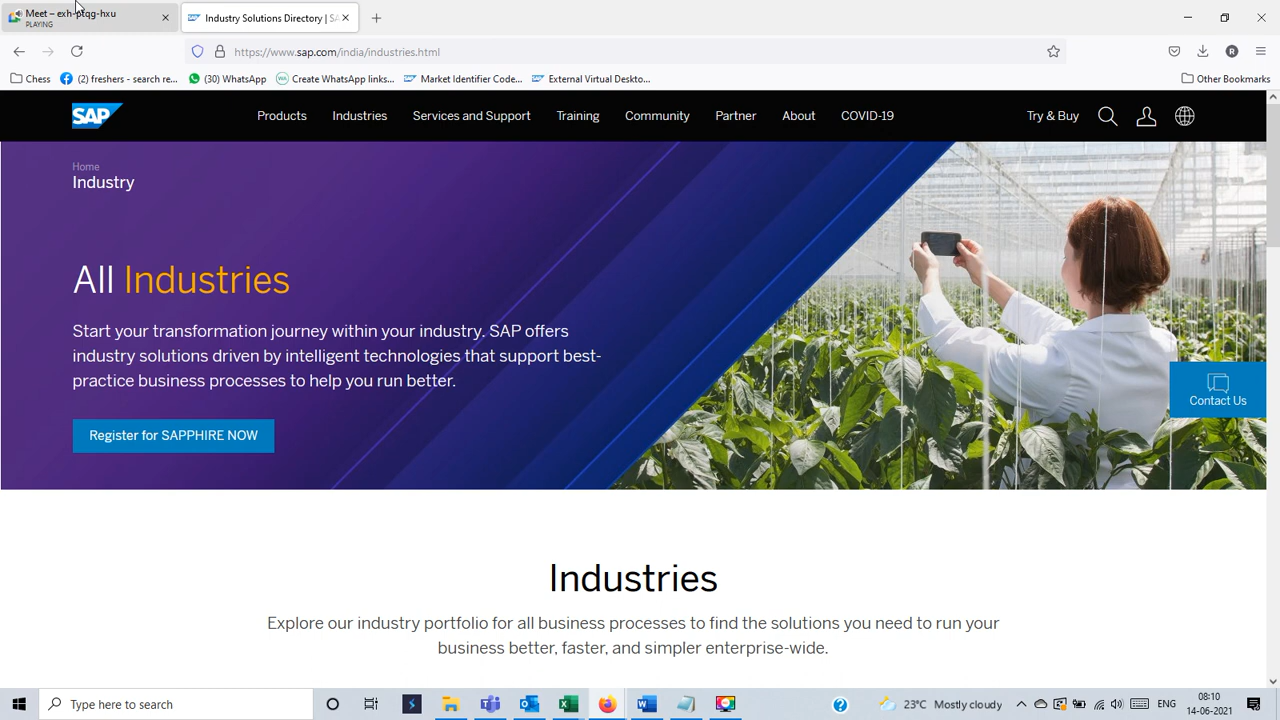 Meet – exh-ptqg-hxu
PLAYING
Industry Solutions Directory | SA
https://www.sap.com/india/industries.html
Chess
(2) freshers - search re...
(30) WhatsApp
Create WhatsApp links...
Market Identifier Code...
External Virtual Deskto...
Other Bookmarks
SAP
Products
Industries
Services and Support
Training
Community
Partner
About
COVID-19
Try & Buy
Home
Industry
All Industries
Start your transformation journey within your industry. SAP offers
industry solutions driven by intelligent technologies that support best-
practice business processes to help you run better.
Register for SAPPHIRE NOW
Contact Us
Industries
Explore our industry portfolio for all business processes to find the solutions you need to run your
business better, faster, and simpler enterprise-wide.
Type here to search
23°C Mostly cloudy
ENG
08:10
14-06-2021